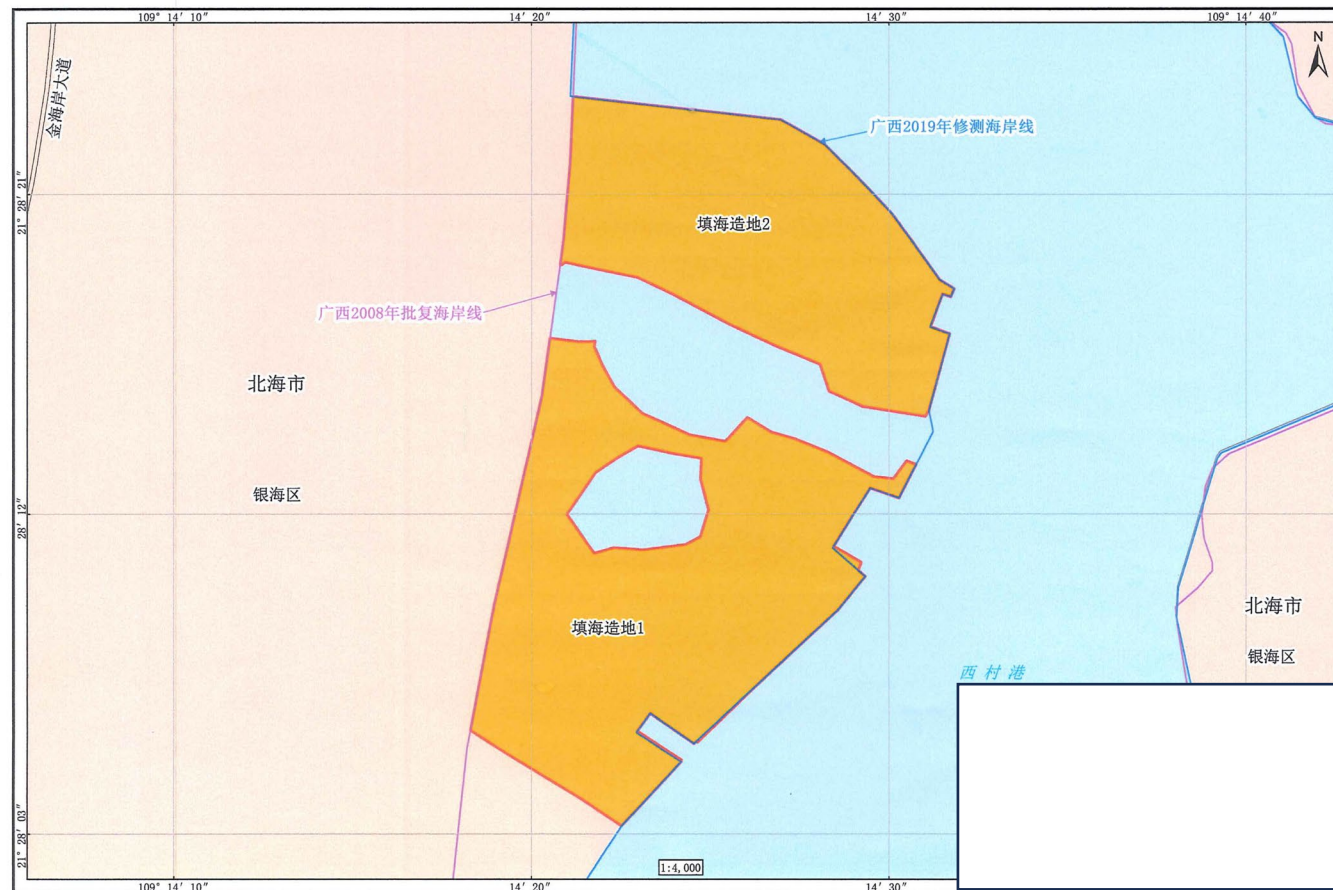 109° 14′ 10″
14′ 20″
14′ 30″
109° 14′ 40″
N
金海岸大道
广西2019年修测海岸线
21° 28′ 21″
填海造地2
广西2008年批复海岸线
北海市
银海区
28′ 12″
填海造地1
北海市
银海区
西村港
21° 28′ 03″
1:4,000
109° 14′ 10″
14′ 20″
14′ 30″